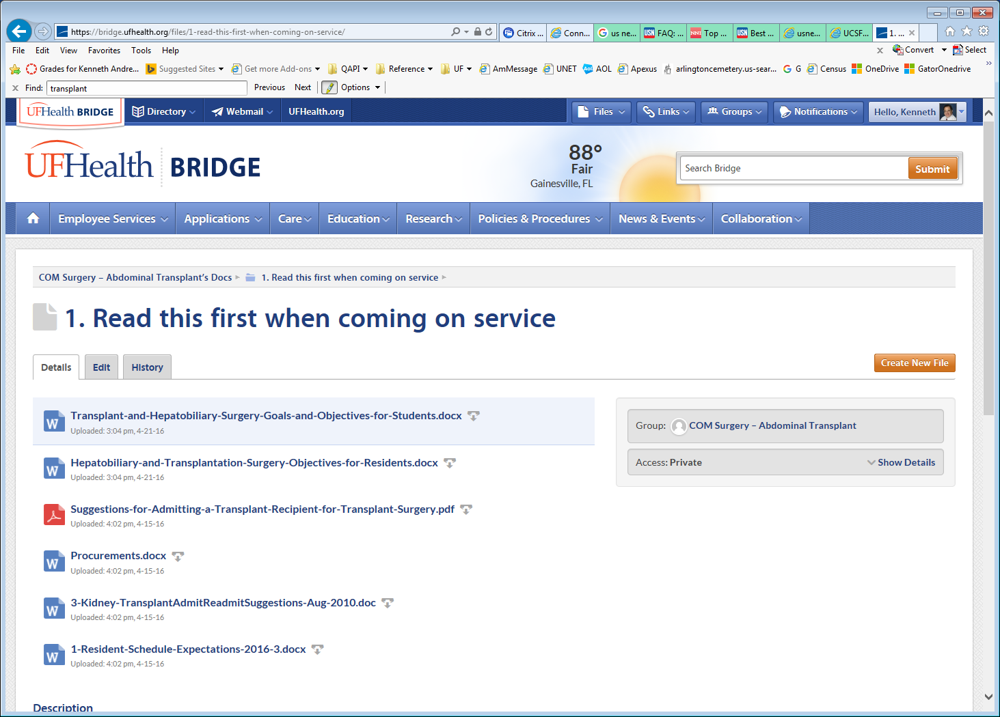 https://bridge.ufhealth.org/files/1-read-this-first-when-coming-on-service/
Citrix ...
Conn...
us ne...
FAQ: ...
Top ...
Best ...
usne...
UCSF...
1. ...
File Edit View Favorites Tools Help
Convert Select
Grades for Kenneth Andre... Suggested Sites Get more Add-ons QAPI Reference UF AmMessage UNET AOL Apexus arlingtoncemetery.us-sear... G Census OneDrive GatorOnedrive
Find: transplant Previous Next Options
UFHealth BRIDGE Directory Webmail UFHealth.org Files Links Groups Notifications Hello, Kenneth
UFHealth BRIDGE
88°
Fair
Gainesville, FL
Search Bridge Submit
Employee Services Applications Care Education Research Policies & Procedures News & Events Collaboration
COM Surgery – Abdominal Transplant's Docs 1. Read this first when coming on service
1. Read this first when coming on service
Details Edit History
Create New File
Transplant-and-Hepatobiliary-Surgery-Goals-and-Objectives-for-Students.docx
Uploaded: 3:04 pm, 4-21-16
Hepatobiliary-and-Transplantation-Surgery-Objectives-for-Residents.docx
Uploaded: 3:04 pm, 4-21-16
Suggestions-for-Admitting-a-Transplant-Recipient-for-Transplant-Surgery.pdf
Uploaded: 4:02 pm, 4-15-16
Procurements.docx
Uploaded: 4:02 pm, 4-15-16
3-Kidney-TransplantAdmitReadmitSuggestions-Aug-2010.doc
Uploaded: 4:02 pm, 4-15-16
1-Resident-Schedule-Expectations-2016-3.docx
Uploaded: 4:02 pm, 4-15-16
Group: COM Surgery – Abdominal Transplant
Access: Private Show Details
Description